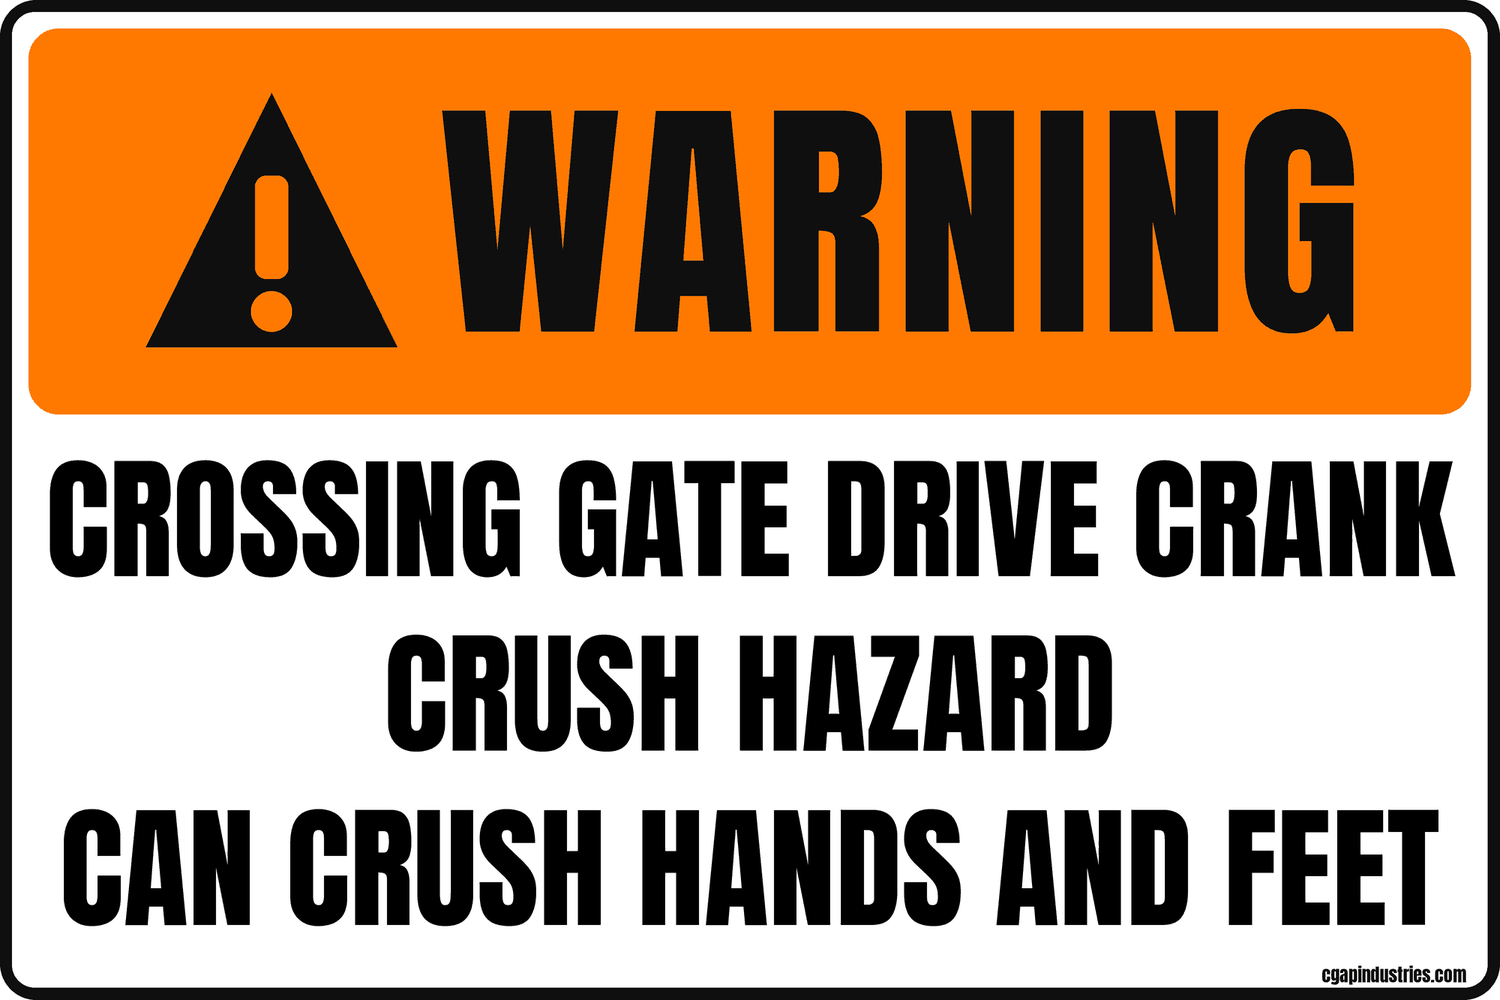 WARNING
CROSSING GATE DRIVE CRANK
CRUSH HAZARD
CAN CRUSH HANDS AND FEET
cgapindustries.com